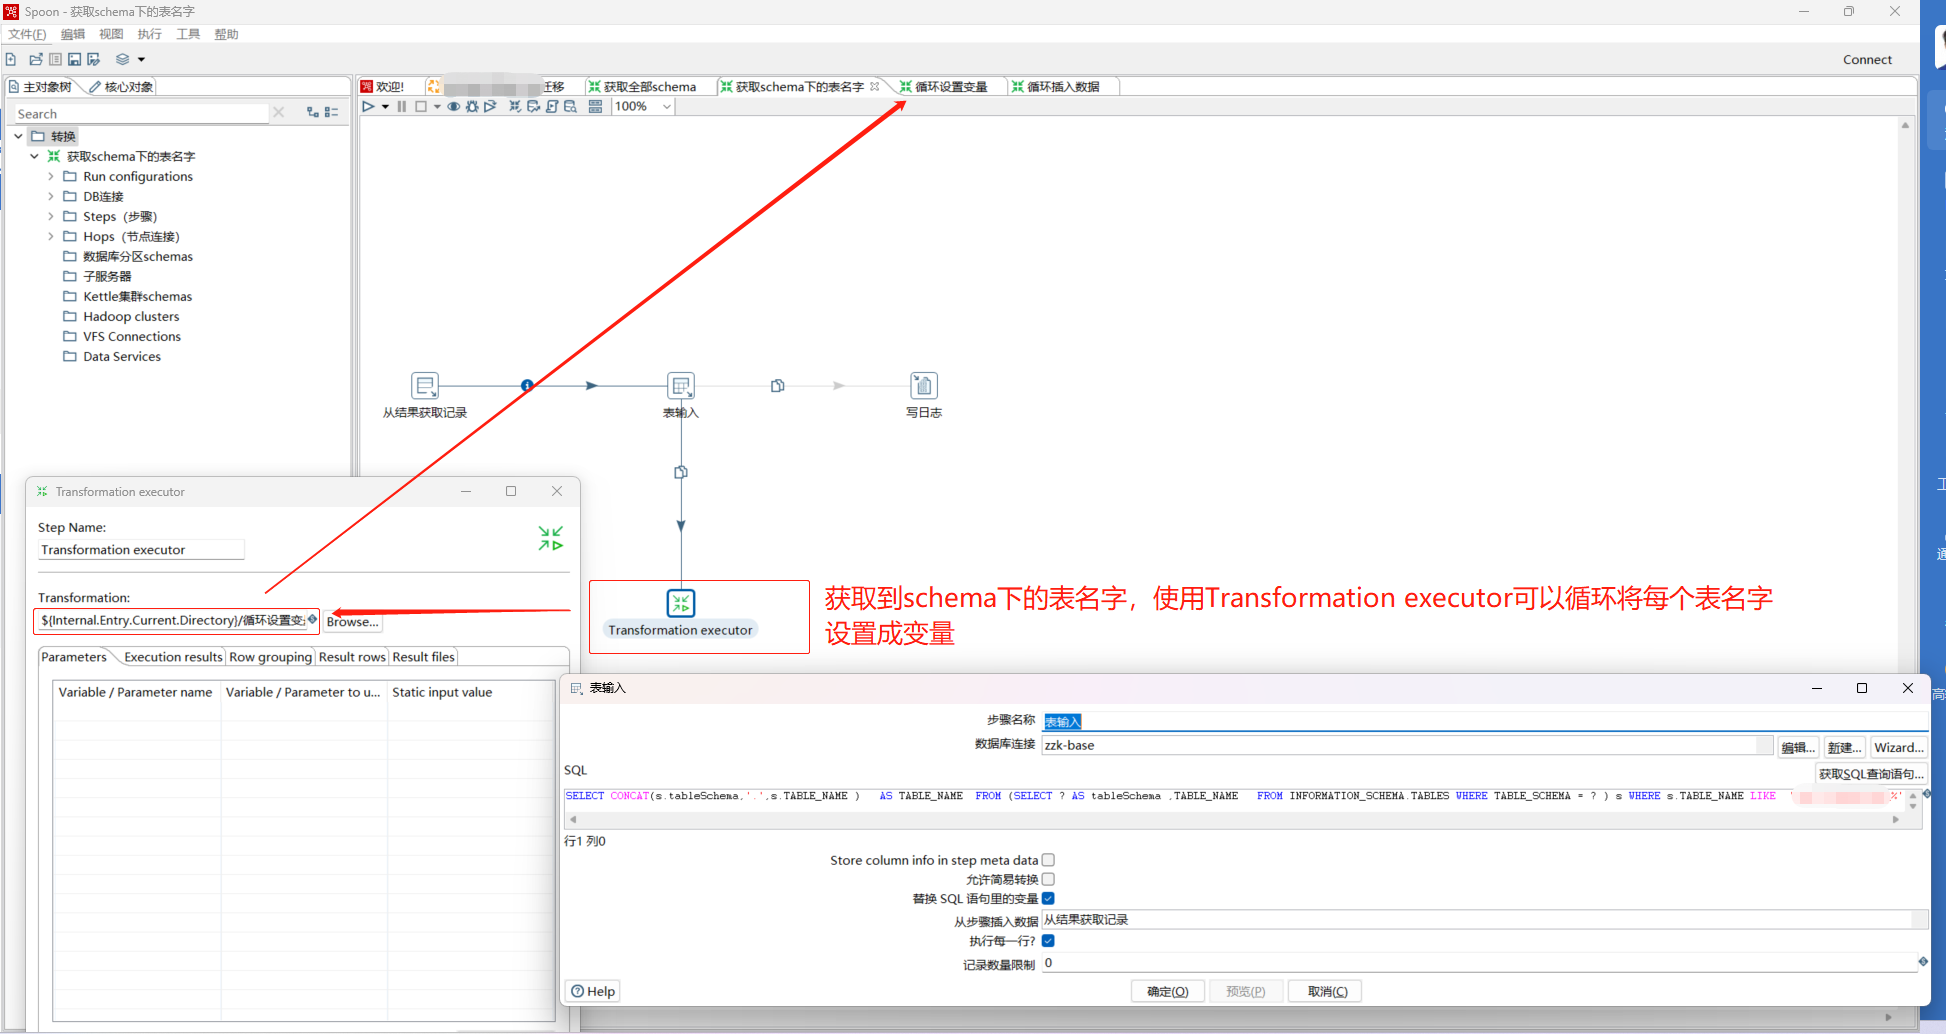 Spoon - 获取schema下的表名字
文件(F) 编辑 视图 执行 工具 帮助
Connect
主对象树 核心对象
欢迎! 迁移 获取全部schema 获取schema下的表名字 循环设置变量 循环插入数据
Search
100%
转换
获取schema下的表名字
Run configurations
DB连接
Steps（步骤）
Hops（节点连接）
数据库分区schemas
子服务器
Kettle集群schemas
Hadoop clusters
VFS Connections
Data Services
从结果获取记录
表输入
写日志
Transformation executor
获取到schema下的表名字，使用Transformation executor可以循环将每个表名字
设置成变量
Transformation executor
Step Name:
Transformation executor
Transformation:
${Internal.Entry.Current.Directory}/循环设置变
Browse...
Parameters Execution results Row grouping Result rows Result files
Variable / Parameter name Variable / Parameter to u... Static input value
表输入
步骤名称 表输入
数据库连接 zzk-base 编辑... 新建... Wizard...
SQL 获取SQL查询语句...
SELECT CONCAT(s.tableSchema,'.',s.TABLE_NAME ) AS TABLE_NAME FROM (SELECT ? AS tableSchema ,TABLE_NAME FROM INFORMATION_SCHEMA.TABLES WHERE TABLE_SCHEMA = ? ) s WHERE s.TABLE_NAME LIKE ' %'
行1 列0
Store column info in step meta data
允许简易转换
替换 SQL 语句里的变量
从步骤插入数据 从结果获取记录
执行每一行?
记录数量限制 0
Help 确定(O) 预览(P) 取消(C)